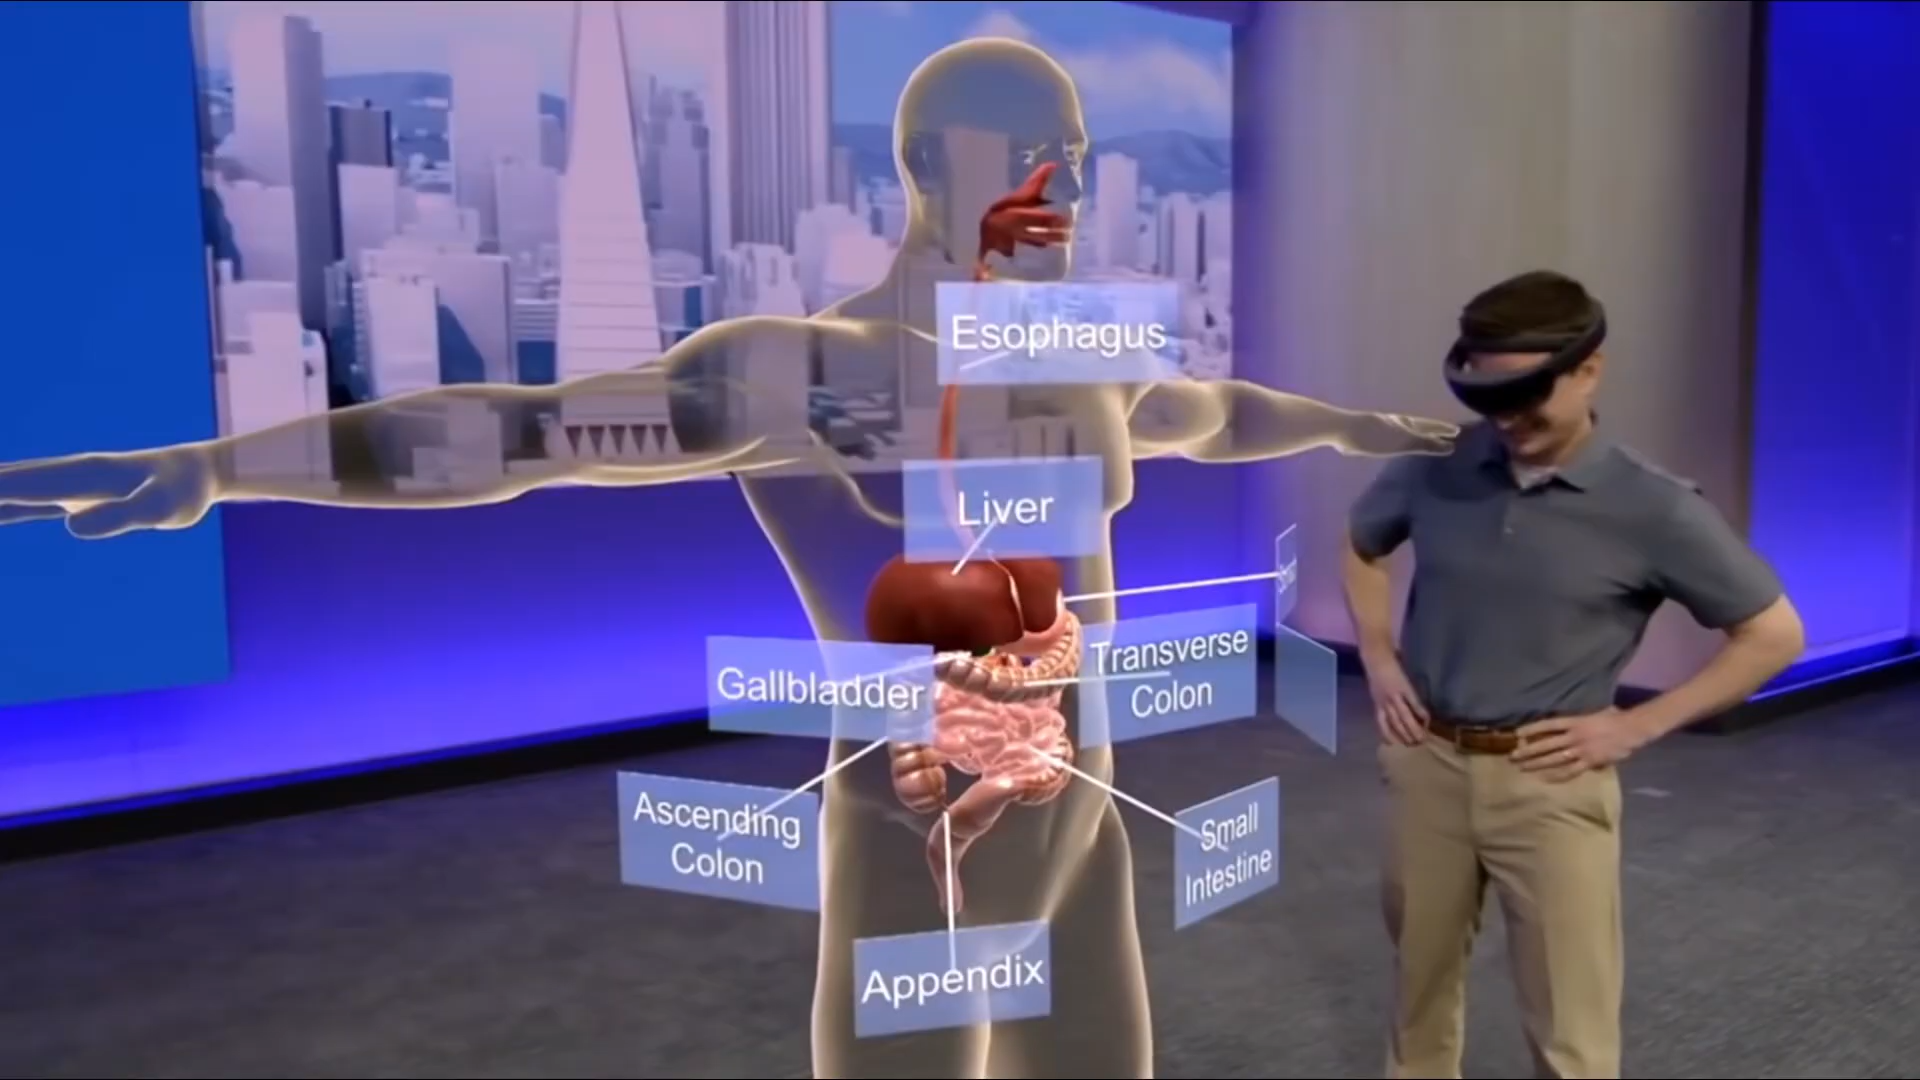 Esophagus
Liver
Gallbladder
Transverse
Colon
Ascending
Colon
Small
Intestine
Appendix